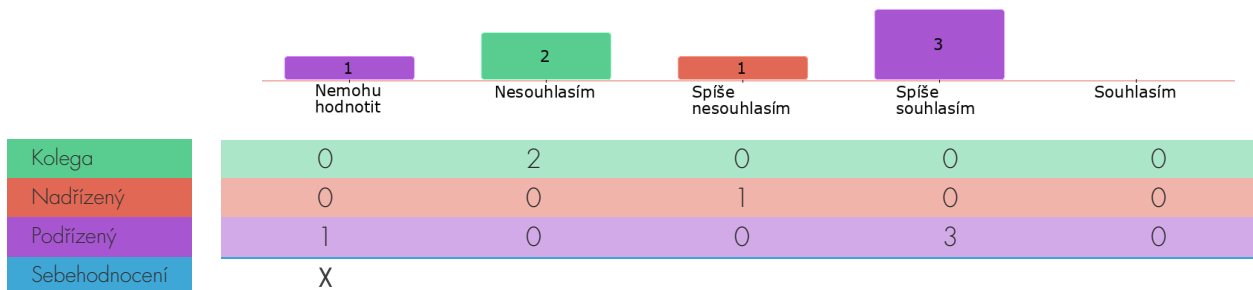 1 2 1 3
Nemohu Nesouhlasím Spíše Spíše Souhlasím
hodnotit nesouhlasím souhlasím
Kolega 0 2 0 0 0
Nadřízený 0 0 1 0 0
Podřízený 1 0 0 3 0
Sebehodnocení X